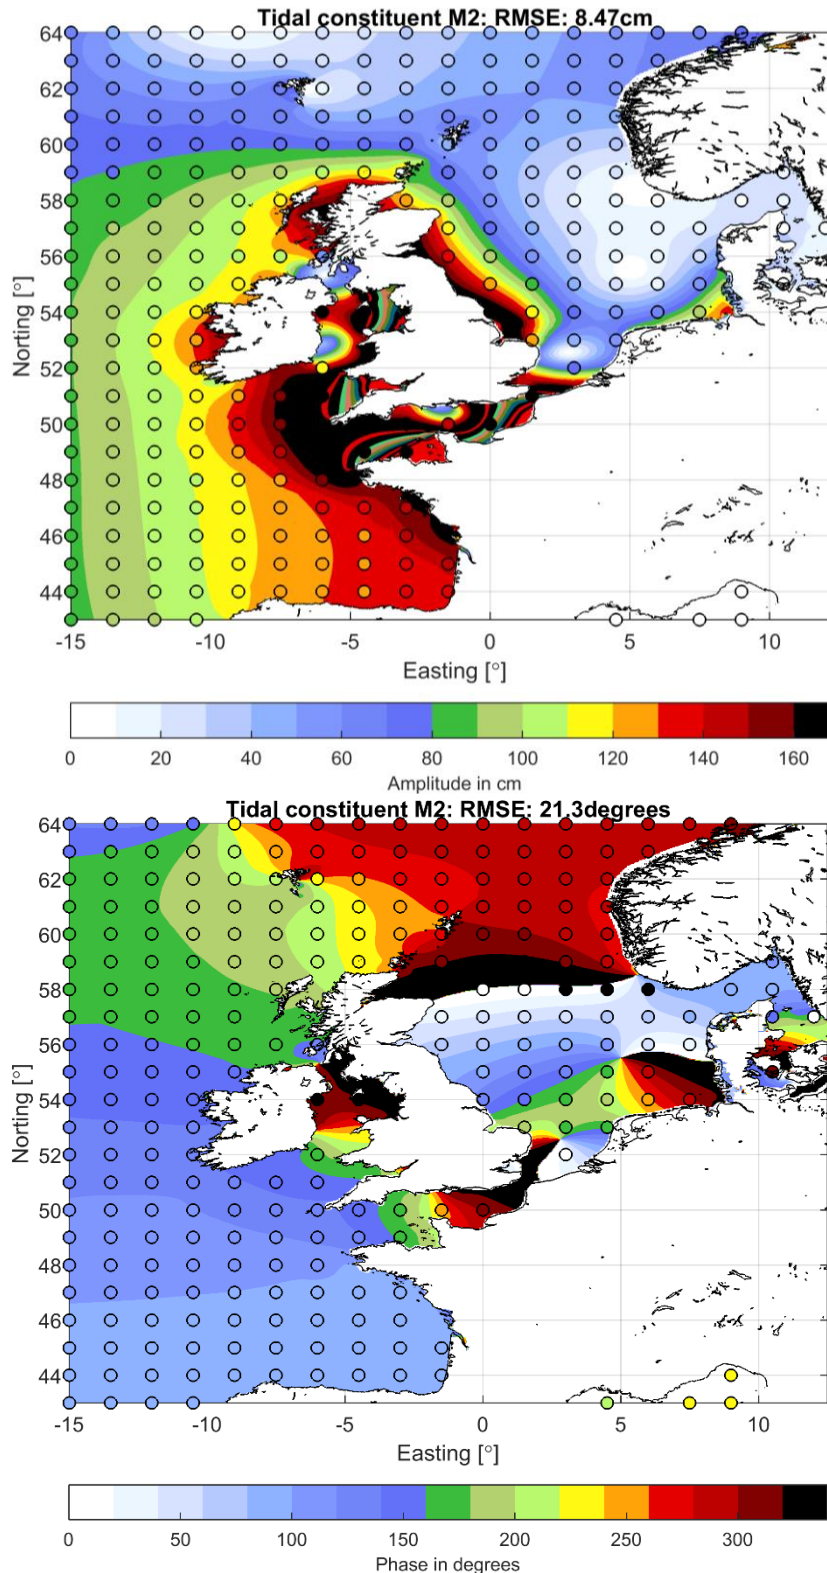 Tidal constituent M2: RMSE: 8.47cm
64
62
60
58
56
54
52
50
48
46
44
Norting [°]
-15 -10 -5 0 5 10
Easting [°]
0 20 40 60 80 100 120 140 160
Amplitude in cm
Tidal constituent M2: RMSE: 21.3degrees
64
62
60
58
56
54
52
50
48
46
44
Norting [°]
-15 -10 -5 0 5 10
Easting [°]
0 50 100 150 200 250 300
Phase in degrees